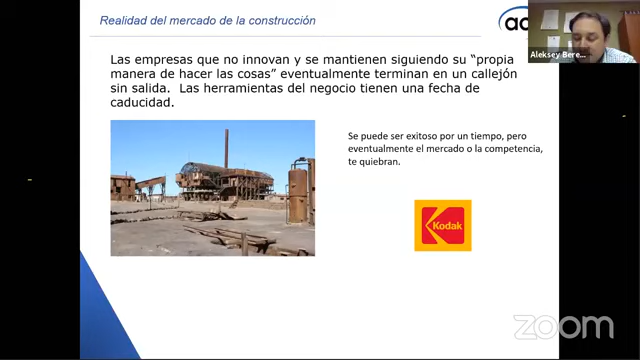 Realidad del mercado de la construcción
Aleksey Bere...
Las empresas que no innovan y se mantienen siguiendo su “propia
manera de hacer las cosas” eventualmente terminan en un callejón
sin salida. Las herramientas del negocio tienen una fecha de
caducidad.
Se puede ser exitoso por un tiempo, pero
eventualmente el mercado o la competencia,
te quiebran.
Kodak
zoom